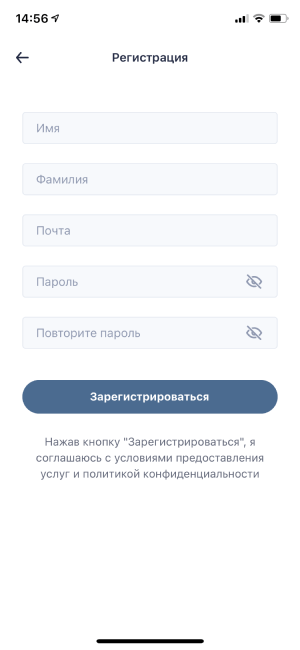 14:56
Регистрация
Имя
Фамилия
Почта
Пароль
Повторите пароль
Зарегистрироваться
Нажав кнопку "Зарегистрироваться", я
соглашаюсь с условиями предоставления
услуг и политикой конфиденциальности